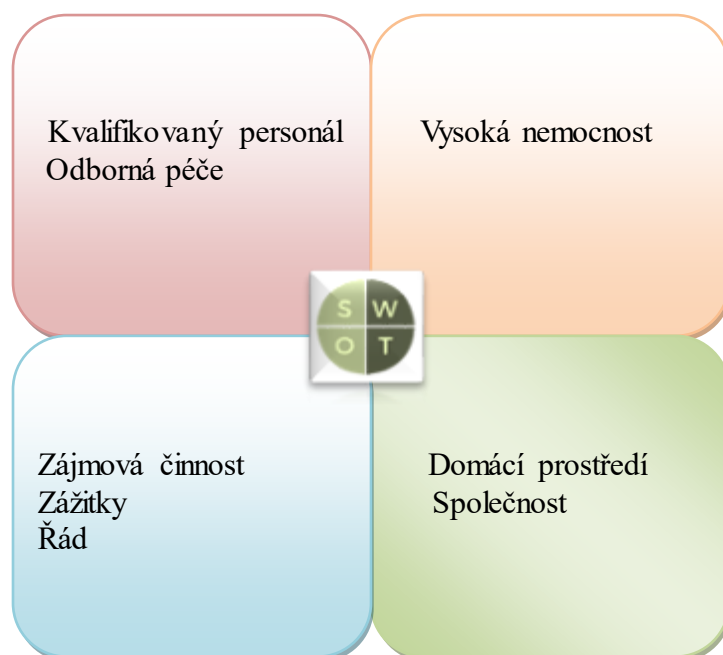 Kvalifikovaný personál
Odborná péče
Vysoká nemocnost
S W
O T
Zájmová činnost
Zážitky
Řád
Domácí prostředí
Společnost